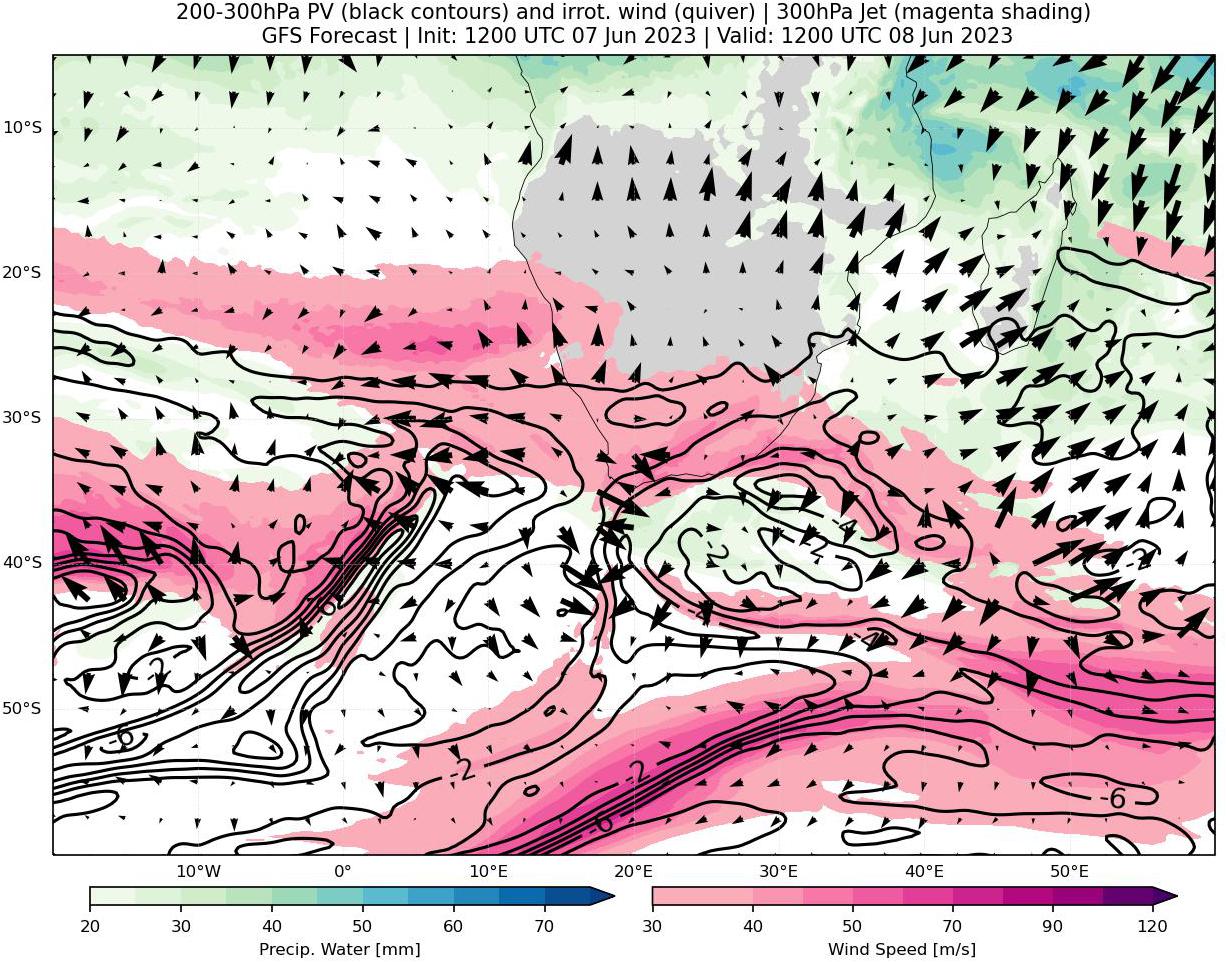 200-300hPa PV (black contours) and irrot. wind (quiver) | 300hPa Jet (magenta shading)
GFS Forecast | Init: 1200 UTC 07 Jun 2023 | Valid: 1200 UTC 08 Jun 2023
10°S
20°S
30°S
40°S
50°S
-4
-2
-2
-2
-6
-4
-4
-2
-6
-2
-2
-6
-6
10°W 0° 10°E 20°E 30°E 40°E 50°E
20 30 40 50 60 70
Precip. Water [mm]
30 40 50 70 90 120
Wind Speed [m/s]